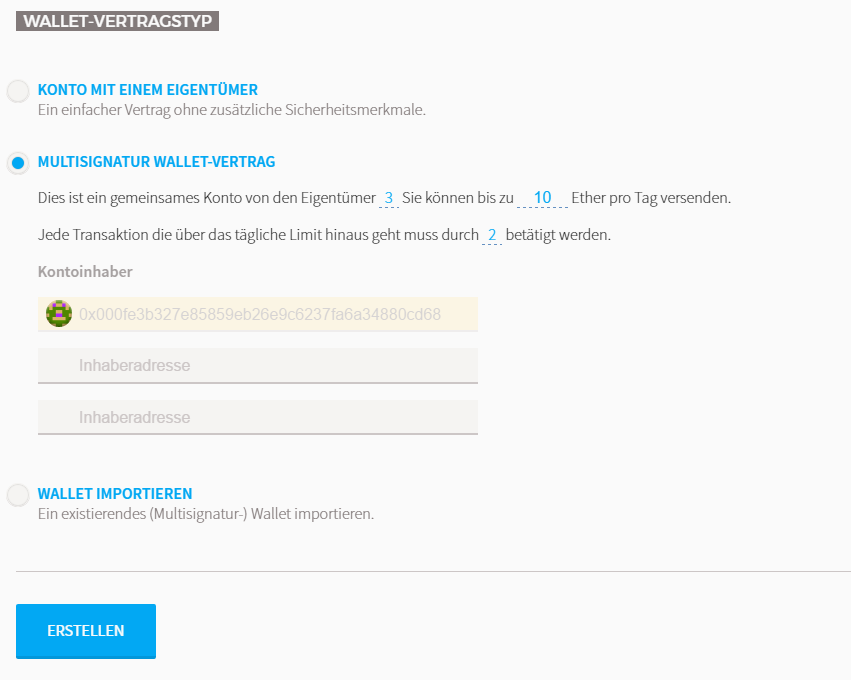 WALLET-VERTRAGSTYP
KONTO MIT EINEM EIGENTÜMER
Ein einfacher Vertrag ohne zusätzliche Sicherheitsmerkmale.
MULTISIGNATUR WALLET-VERTRAG
Dies ist ein gemeinsames Konto von den Eigentümer 3 Sie können bis zu 10 Ether pro Tag versenden.
Jede Transaktion die über das tägliche Limit hinaus geht muss durch 2 betätigt werden.
Kontoinhaber
0x000fe3b327e85859eb26e9c6237fa6a34880cd68
Inhaberadresse
Inhaberadresse
WALLET IMPORTIEREN
Ein existierendes (Multisignatur-) Wallet importieren.
ERSTELLEN